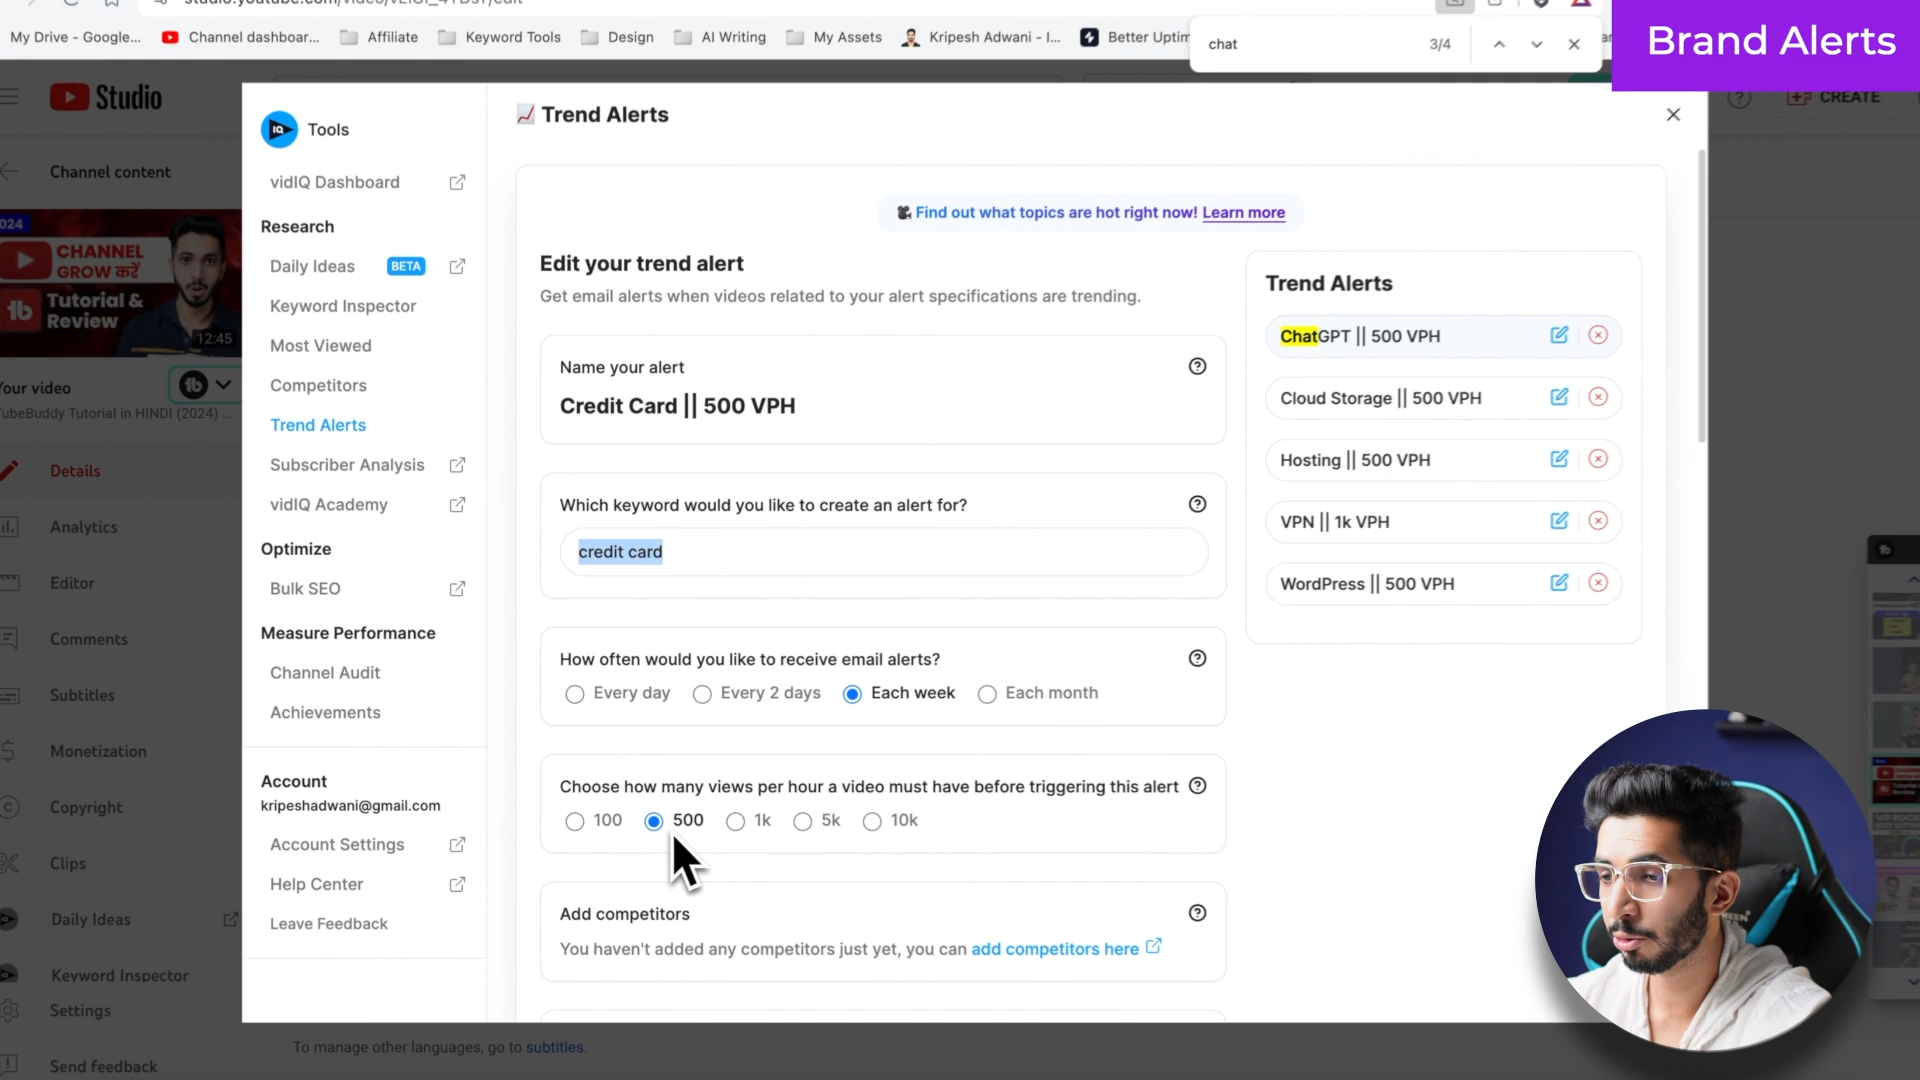 studio.youtube.com/video/
My Drive - Google...
Channel dashboar...
Affiliate
Keyword Tools
Design
AI Writing
My Assets
Kripesh Adwani - I...
Better Uptim
chat
3/4
Brand Alerts
Studio
CREATE
Channel content
CHANNEL
GROW करें
Tutorial &
Review
12:45
Your video
TubeBuddy Tutorial in HINDI (2024) ...
Details
Analytics
Editor
Comments
Subtitles
Monetization
Copyright
Clips
Daily Ideas
Keyword Inspector
Settings
Send feedback
Tools
vidIQ Dashboard
Research
Daily Ideas BETA
Keyword Inspector
Most Viewed
Competitors
Trend Alerts
Subscriber Analysis
vidIQ Academy
Optimize
Bulk SEO
Measure Performance
Channel Audit
Achievements
Account
kripeshadwani@gmail.com
Account Settings
Help Center
Leave Feedback
Trend Alerts
Find out what topics are hot right now! Learn more
Edit your trend alert
Get email alerts when videos related to your alert specifications are trending.
Name your alert
Credit Card || 500 VPH
Which keyword would you like to create an alert for?
credit card
How often would you like to receive email alerts?
Every day Every 2 days Each week Each month
Choose how many views per hour a video must have before triggering this alert
100 500 1k 5k 10k
Add competitors
You haven't added any competitors just yet, you can add competitors here
Trend Alerts
ChatGPT || 500 VPH
Cloud Storage || 500 VPH
Hosting || 500 VPH
VPN || 1k VPH
WordPress || 500 VPH
To manage other languages, go to subtitles.